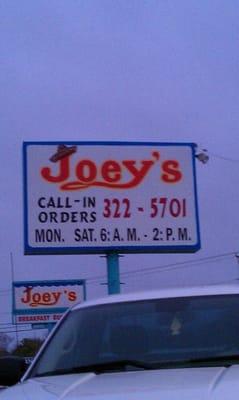 Joey's
CALL-IN
ORDERS 322-5701
MON. SAT. 6: A.M. - 2: P.M.
Joey's
BREAKFAST